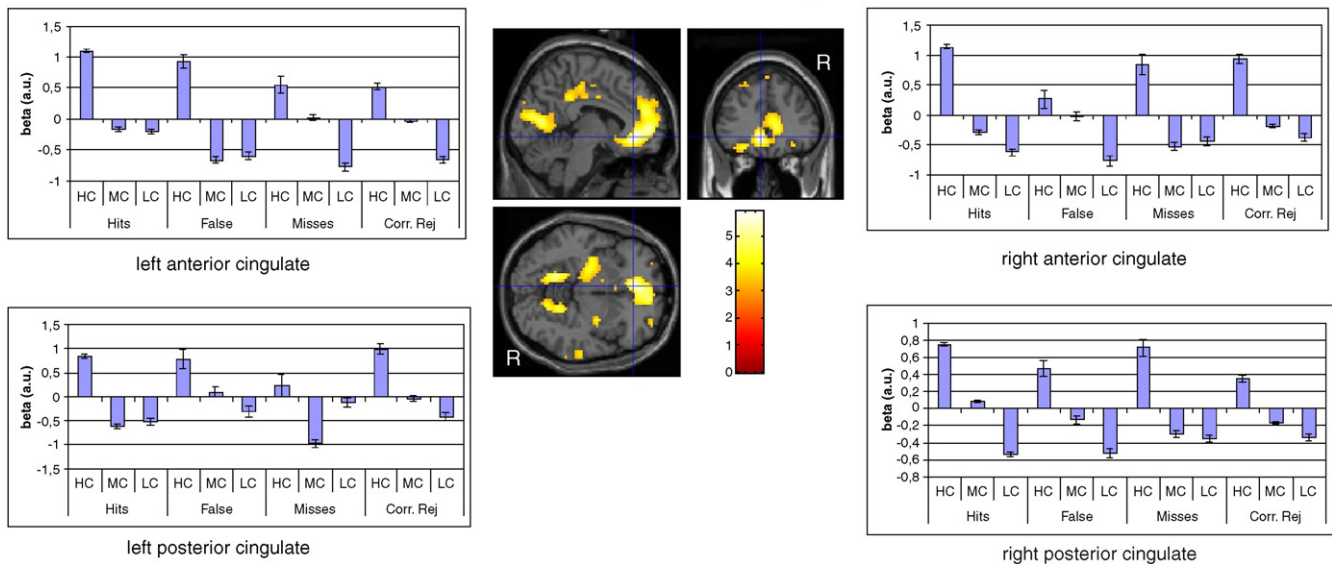 beta (a.u.)
1,5
1
0,5
0
-0,5
-1
HC MC LC HC MC LC HC MC LC HC MC LC
Hits False Misses Corr. Rej
left anterior cingulate
R
R
5
4
3
2
1
0
beta (a.u.)
1,5
1
0,5
0
-0,5
-1
HC MC LC HC MC LC HC MC LC HC MC LC
Hits False Misses Corr. Rej
right anterior cingulate
beta (a.u.)
1,5
1
0,5
0
-0,5
-1
-1,5
HC MC LC HC MC LC HC MC LC HC MC LC
Hits False Misses Corr. Rej
left posterior cingulate
beta (a.u.)
1
0,8
0,6
0,4
0,2
0
-0,2
-0,4
-0,6
-0,8
HC MC LC HC MC LC HC MC LC HC MC LC
Hits False Misses Corr. Rej
right posterior cingulate